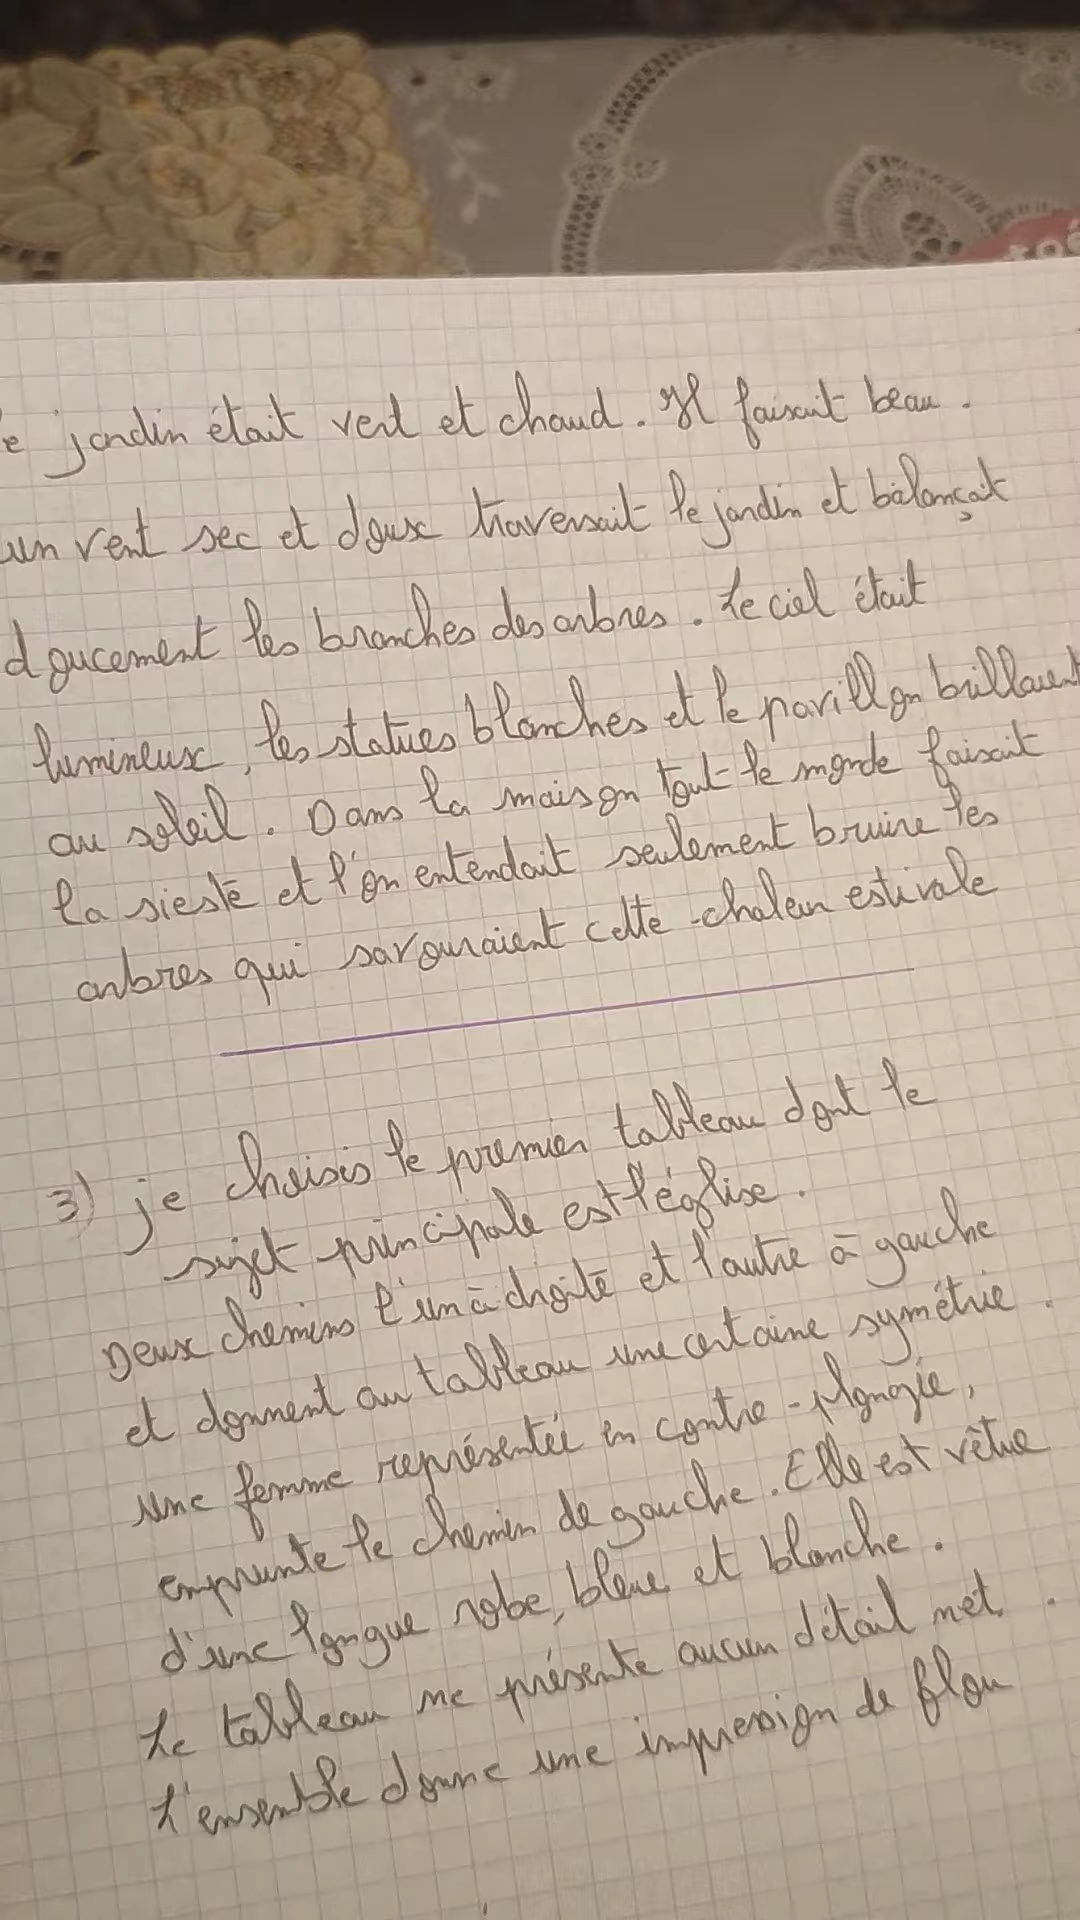 e jardin était vert et chaud. Il faisait beau.
un vent sec et doux traversait le jardin et balançait
doucement les branches des arbres. Le ciel était
lumineux, les statues blanches et le pavillon brillaient
au soleil. Dans la maison tout le monde faisait
la sieste et l'on entendait seulement bruire les
arbres qui savouraient cette chaleur estivale
3) je choisis le premier tableau dont le
sujet principale est l'église.
Deux chemins l'un à droite et l'autre à gauche
et donnent au tableau une certaine symétrie.
une femme représentée en contre-plongée,
emprunte le chemin de gauche. Elle est vêtue
d'une longue robe, bleue et blanche.
Le tableau ne présente aucun détail net.
L'ensemble donne une impression de flou